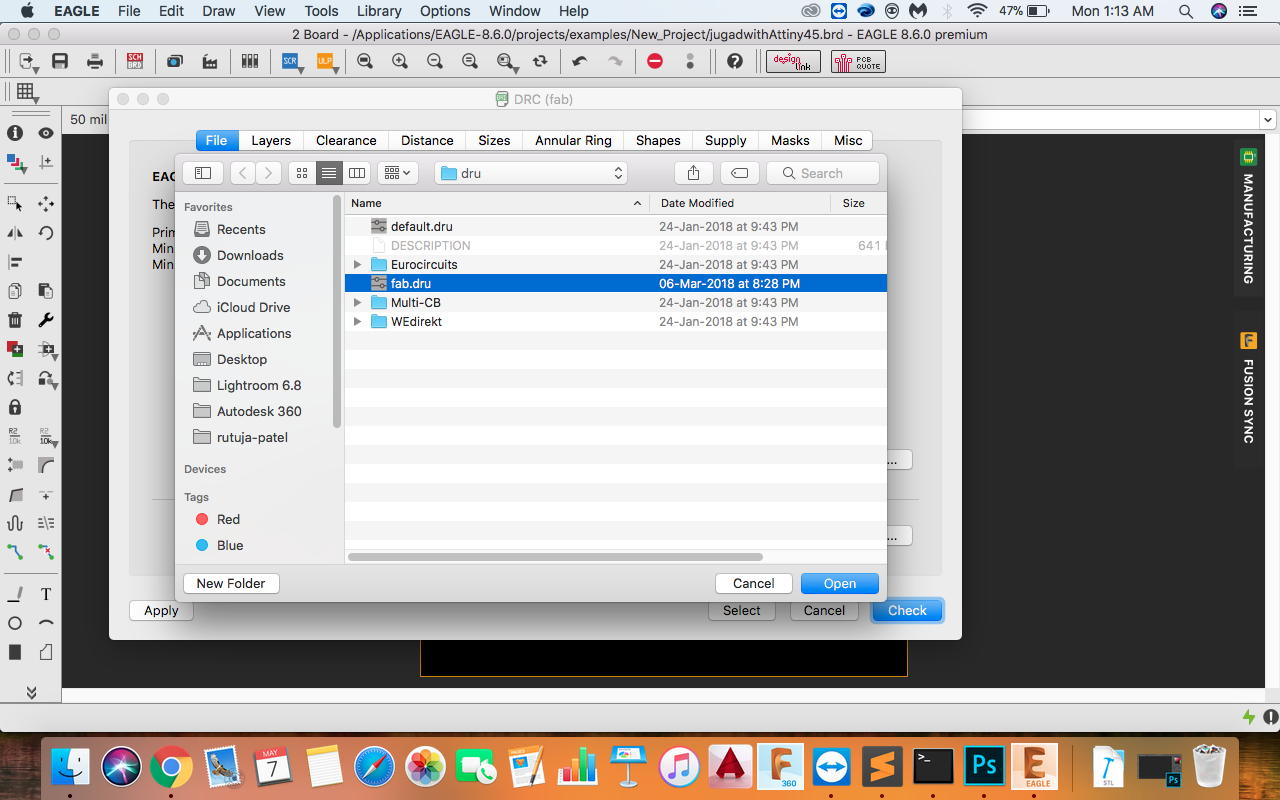 EAGLE File Edit Draw View Tools Library Options Window Help 47% Mon 1:13 AM
2 Board - /Applications/EAGLE-8.6.0/projects/examples/New_Project/jugadwithAttiny45.brd - EAGLE 8.6.0 premium
SCH BRD SCR ULP design link PCB QUOTE
DRC (fab)
50 mil
File Layers Clearance Distance Sizes Annular Ring Shapes Supply Masks Misc
dru Search
EAG
The
Prim
Min
Min
Favorites
Recents
Downloads
Documents
iCloud Drive
Applications
Desktop
Lightroom 6.8
Autodesk 360
rutuja-patel
Devices
Tags
Red
Blue
Name Date Modified Size
default.dru 24-Jan-2018 at 9:43 PM
DESCRIPTION 24-Jan-2018 at 9:43 PM 641
Eurocircuits 24-Jan-2018 at 9:43 PM
fab.dru 06-Mar-2018 at 8:28 PM
Multi-CB 24-Jan-2018 at 9:43 PM
WEdirekt 24-Jan-2018 at 9:43 PM
...
...
New Folder Cancel Open
Apply Select Cancel Check
MANUFACTURING
F
FUSION SYNC
R2 10k R2 10k
T
MAY 7 PAGES F 360 S >_ Ps E EAGLE T STL Ps